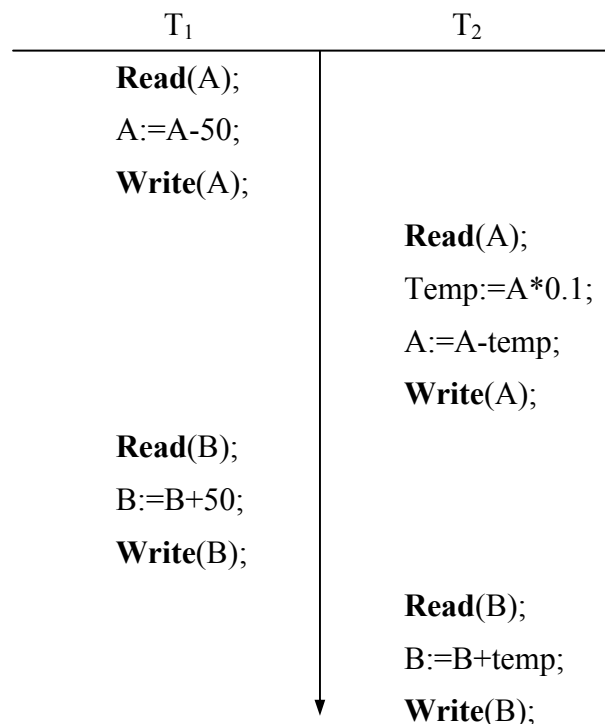 T₁ T₂
Read(A);
A:=A-50;
Write(A);
Read(A);
Temp:=A*0.1;
A:=A-temp;
Write(A);
Read(B);
B:=B+50;
Write(B);
Read(B);
B:=B+temp;
Write(B);